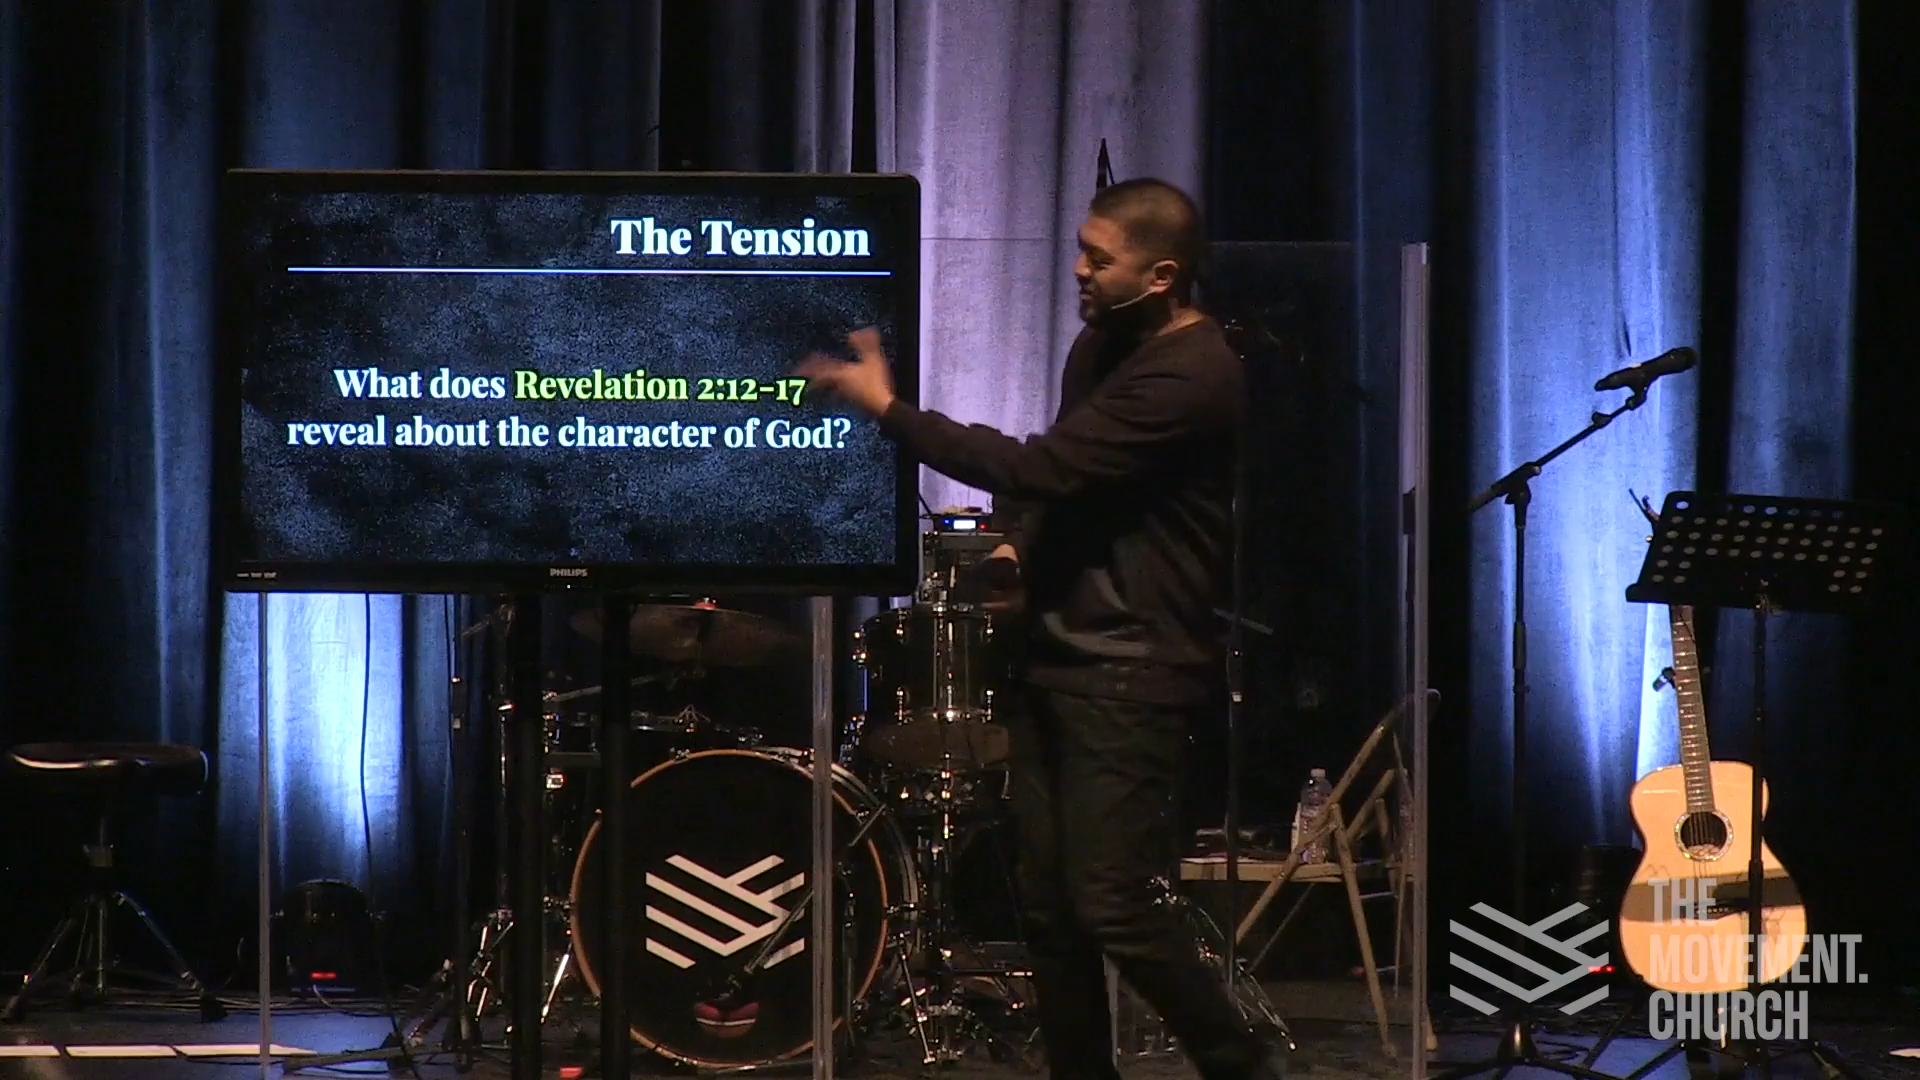 The Tension
What does Revelation 2:12-17
reveal about the character of God?
PHILIPS
THE
MOVEMENT.
CHURCH